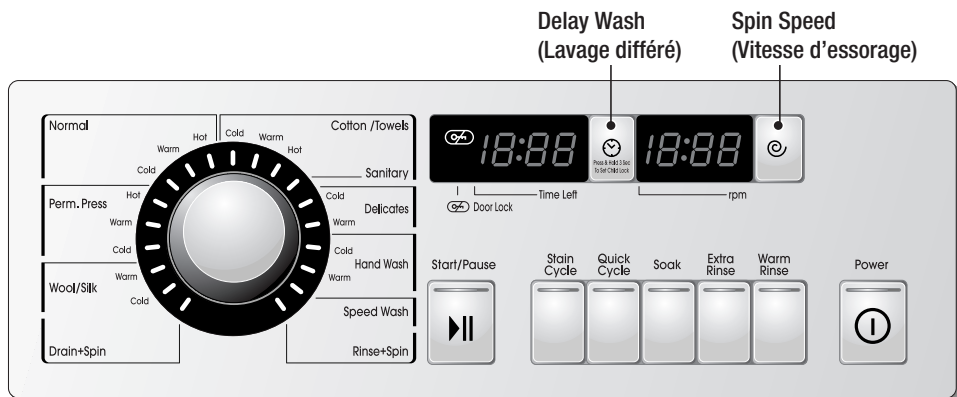 Delay Wash
(Lavage différé)
Spin Speed
(Vitesse d’essorage)
Normal
Hot
Warm
Cold
Cold
Warm
Hot
Cotton /Towels
Sanitary
Perm. Press
Hot
Warm
Cold
Cold
Warm
Delicates
Wool/Silk
Warm
Cold
Cold
Warm
Hand Wash
Speed Wash
Drain+Spin
Rinse+Spin
18:88
Press & Hold 3 Sec
To Set Child Lock
18:88
Time Left
Door Lock
rpm
Start/Pause
Stain
Cycle
Quick
Cycle
Soak
Extra
Rinse
Warm
Rinse
Power